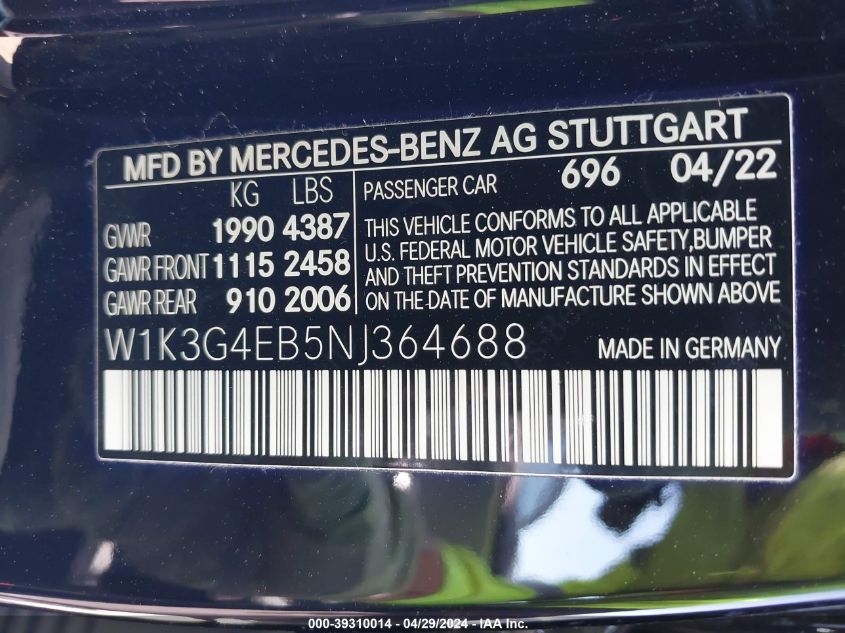 MFD BY MERCEDES-BENZ AG STUTTGART
KG LBS
GVWR 1990 4387
GAWR FRONT 1115 2458
GAWR REAR 910 2006
PASSENGER CAR 696 04/22
THIS VEHICLE CONFORMS TO ALL APPLICABLE
U.S. FEDERAL MOTOR VEHICLE SAFETY,BUMPER
AND THEFT PREVENTION STANDARDS IN EFFECT
ON THE DATE OF MANUFACTURE SHOWN ABOVE
W1K3G4EB5NJ364688 MADE IN GERMANY
000-39310014 - 04/29/2024 - IAA Inc.